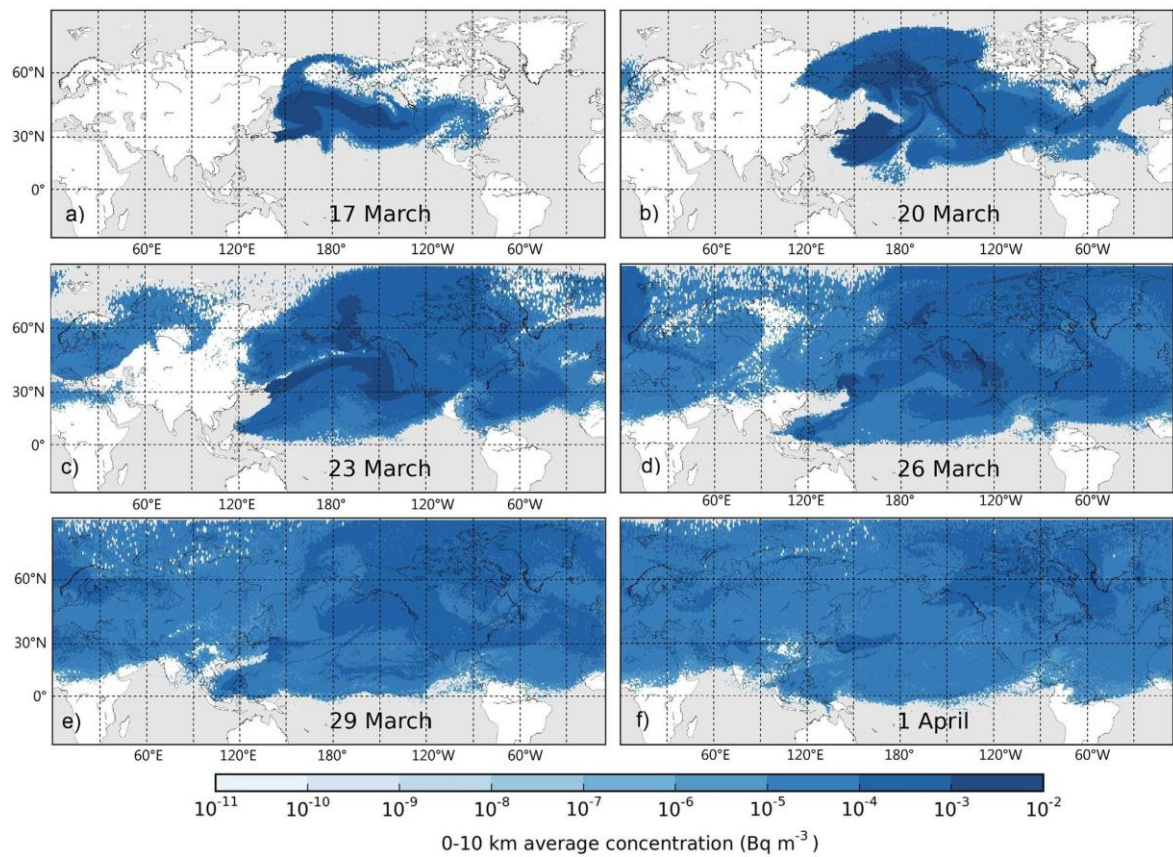 60°N
30°N
0°
a) 17 March
b) 20 March
60°E 120°E 180° 120°W 60°W
60°E 120°E 180° 120°W 60°W
60°N
30°N
0°
c) 23 March
d) 26 March
60°E 120°E 180° 120°W 60°W
60°E 120°E 180° 120°W 60°W
60°N
30°N
0°
e) 29 March
f) 1 April
60°E 120°E 180° 120°W 60°W
60°E 120°E 180° 120°W 60°W
10⁻¹¹ 10⁻¹⁰ 10⁻⁹ 10⁻⁸ 10⁻⁷ 10⁻⁶ 10⁻⁵ 10⁻⁴ 10⁻³ 10⁻²
0-10 km average concentration (Bq m⁻³)